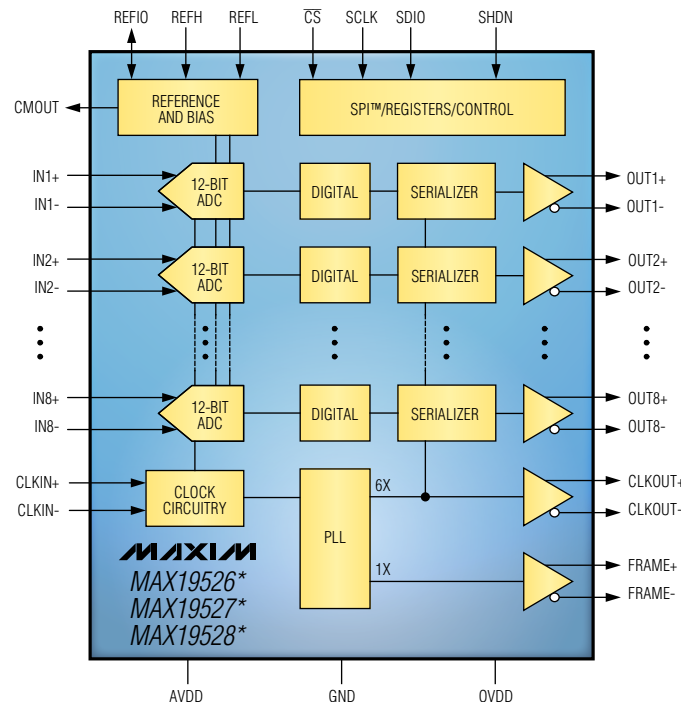 REFIO REFH REFL CS SCLK SDIO SHDN
CMOUT
REFERENCE
AND BIAS
SPI™/REGISTERS/CONTROL
IN1+
IN1-
12-BIT
ADC
DIGITAL
SERIALIZER
OUT1+
OUT1-
IN2+
IN2-
12-BIT
ADC
DIGITAL
SERIALIZER
OUT2+
OUT2-
IN8+
IN8-
12-BIT
ADC
DIGITAL
SERIALIZER
OUT8+
OUT8-
CLKIN+
CLKIN-
CLOCK
CIRCUITRY
PLL
6X
1X
CLKOUT+
CLKOUT-
FRAME+
FRAME-
MAXIM
MAX19526*
MAX19527*
MAX19528*
AVDD GND OVDD